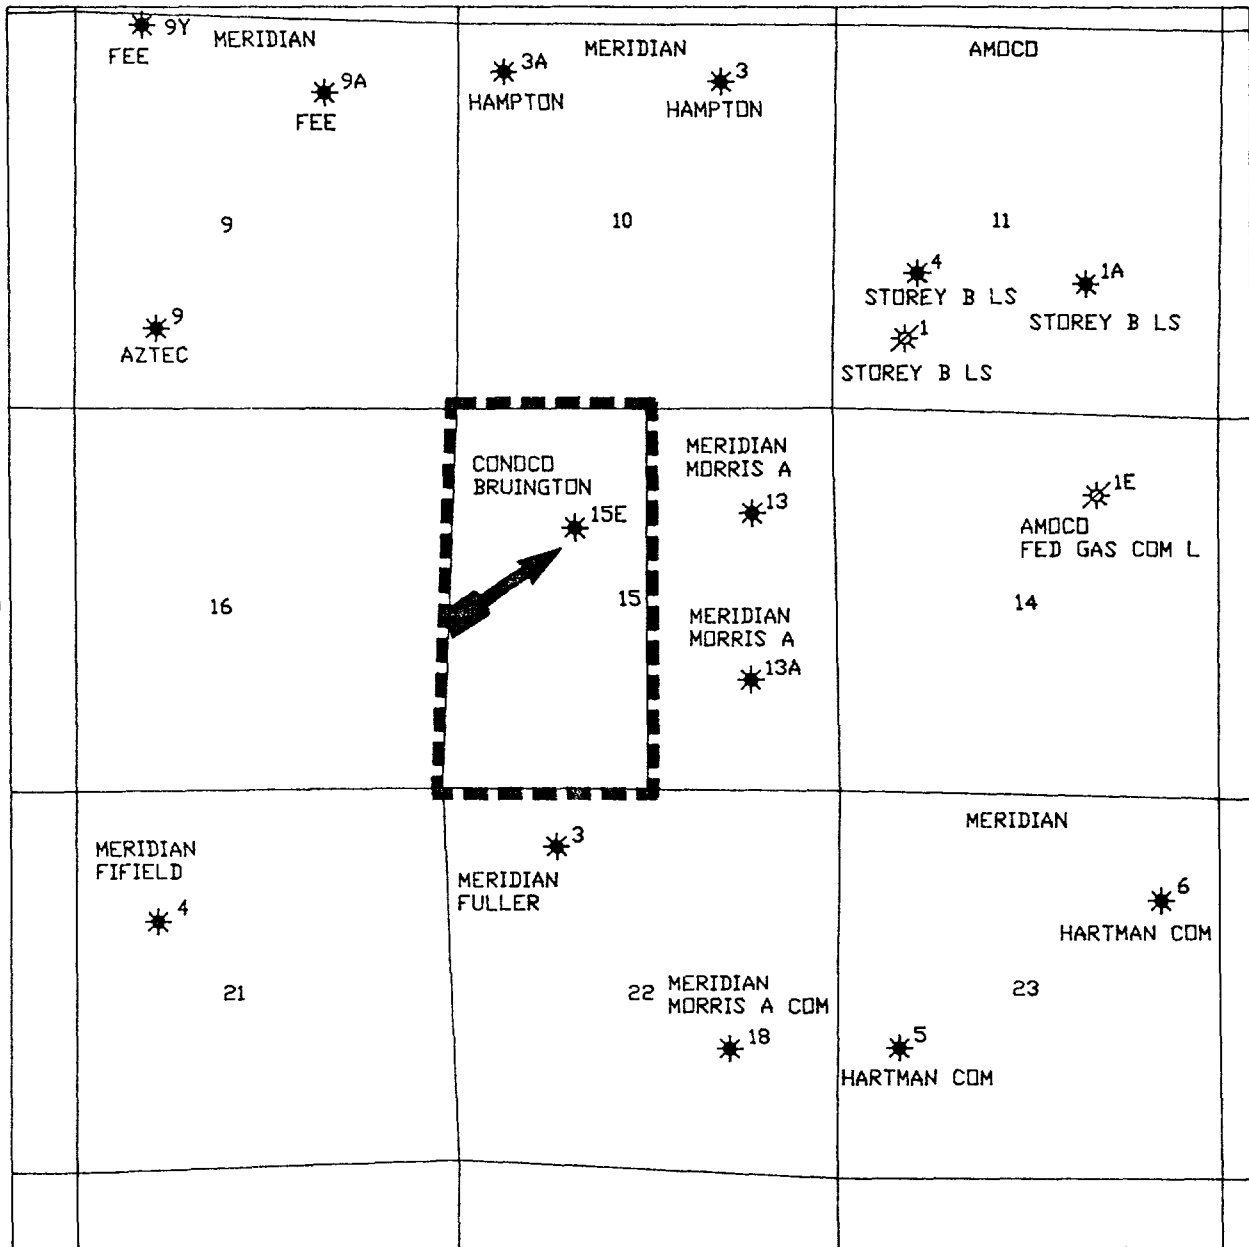 9Y
FEE
MERIDIAN
9A
FEE
3A
HAMPTON
MERIDIAN
3
HAMPTON
AMOCO
9
10
11
9
AZTEC
4
STOREY B LS
1A
STOREY B LS
1
STOREY B LS
CONOCO
BRUINGTON
15E
MERIDIAN
MORRIS A
13
1E
AMOCO
FED GAS COM L
16
15
14
MERIDIAN
MORRIS A
13A
MERIDIAN
FIFIELD
4
3
MERIDIAN
FULLER
MERIDIAN
6
HARTMAN COM
21
22
MERIDIAN
MORRIS A COM
18
23
5
HARTMAN COM